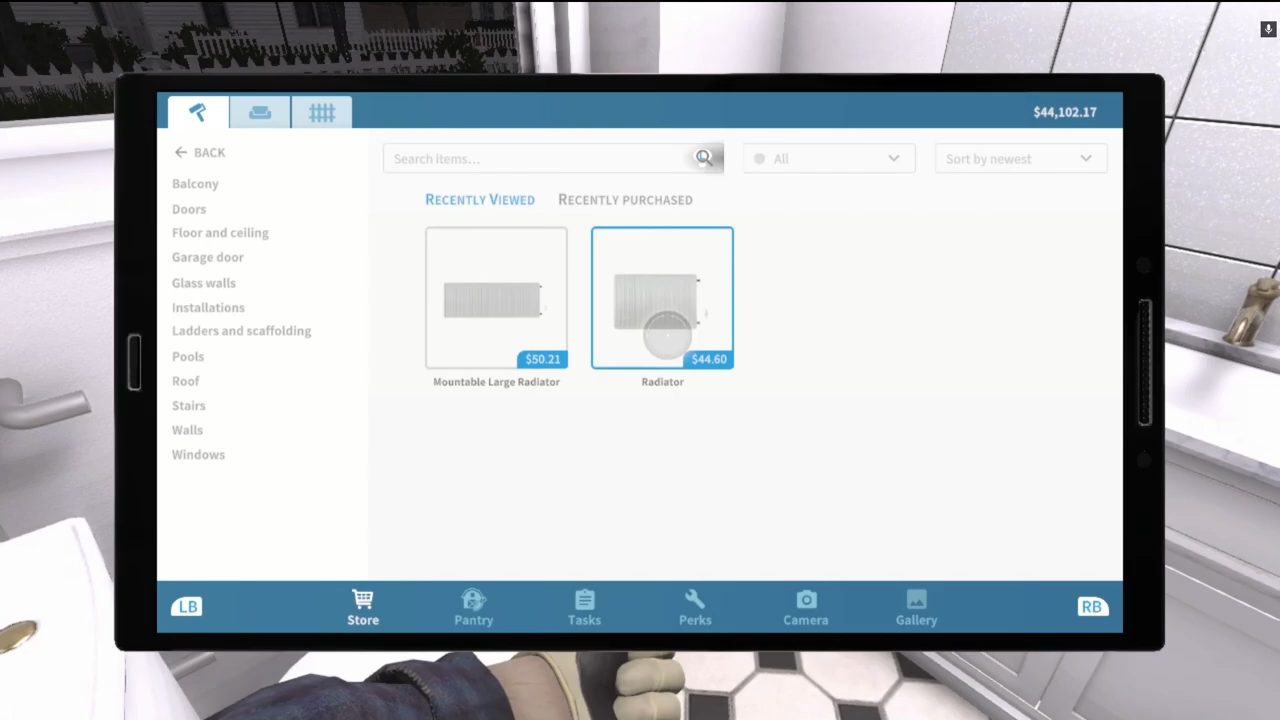 $44,102.17
BACK
Search items...
All
Sort by newest
Balcony
Doors
Floor and ceiling
Garage door
Glass walls
Installations
Ladders and scaffolding
Pools
Roof
Stairs
Walls
Windows
RECENTLY VIEWED
RECENTLY PURCHASED
$50.21
$44.60
Mountable Large Radiator
Radiator
LB
Store
Pantry
Tasks
Perks
Camera
Gallery
RB